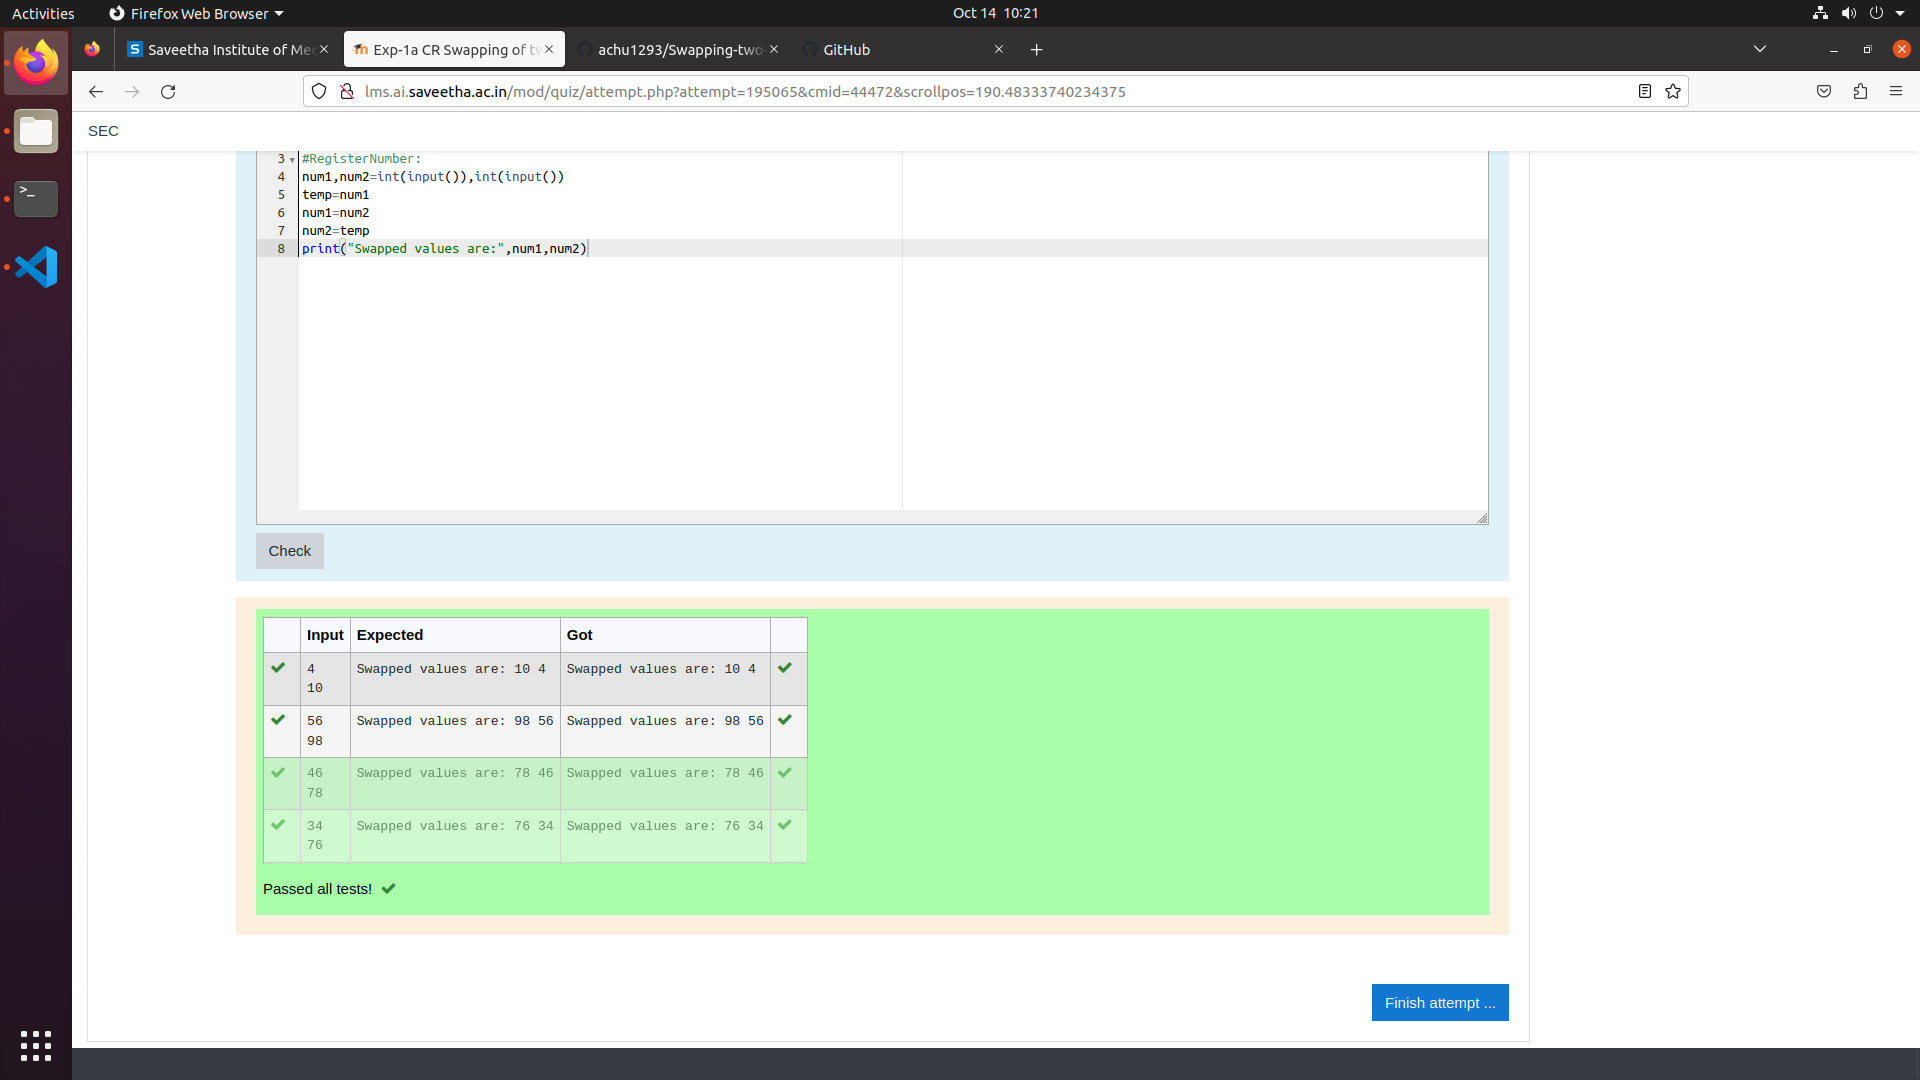 Activities
Firefox Web Browser
Oct 14 10:21
Saveetha Institute of Med
Exp-1a CR Swapping of tw
achu1293/Swapping-two-
GitHub
lms.ai.saveetha.ac.in/mod/quiz/attempt.php?attempt=195065&cmid=44472&scrollpos=190.48333740234375
SEC
3 #RegisterNumber:
4 num1,num2=int(input()),int(input())
5 temp=num1
6 num1=num2
7 num2=temp
8 print("Swapped values are:",num1,num2)
Check
Input Expected Got
4 Swapped values are: 10 4 Swapped values are: 10 4
10
56 Swapped values are: 98 56 Swapped values are: 98 56
98
46 Swapped values are: 78 46 Swapped values are: 78 46
78
34 Swapped values are: 76 34 Swapped values are: 76 34
76
Passed all tests!
Finish attempt ...